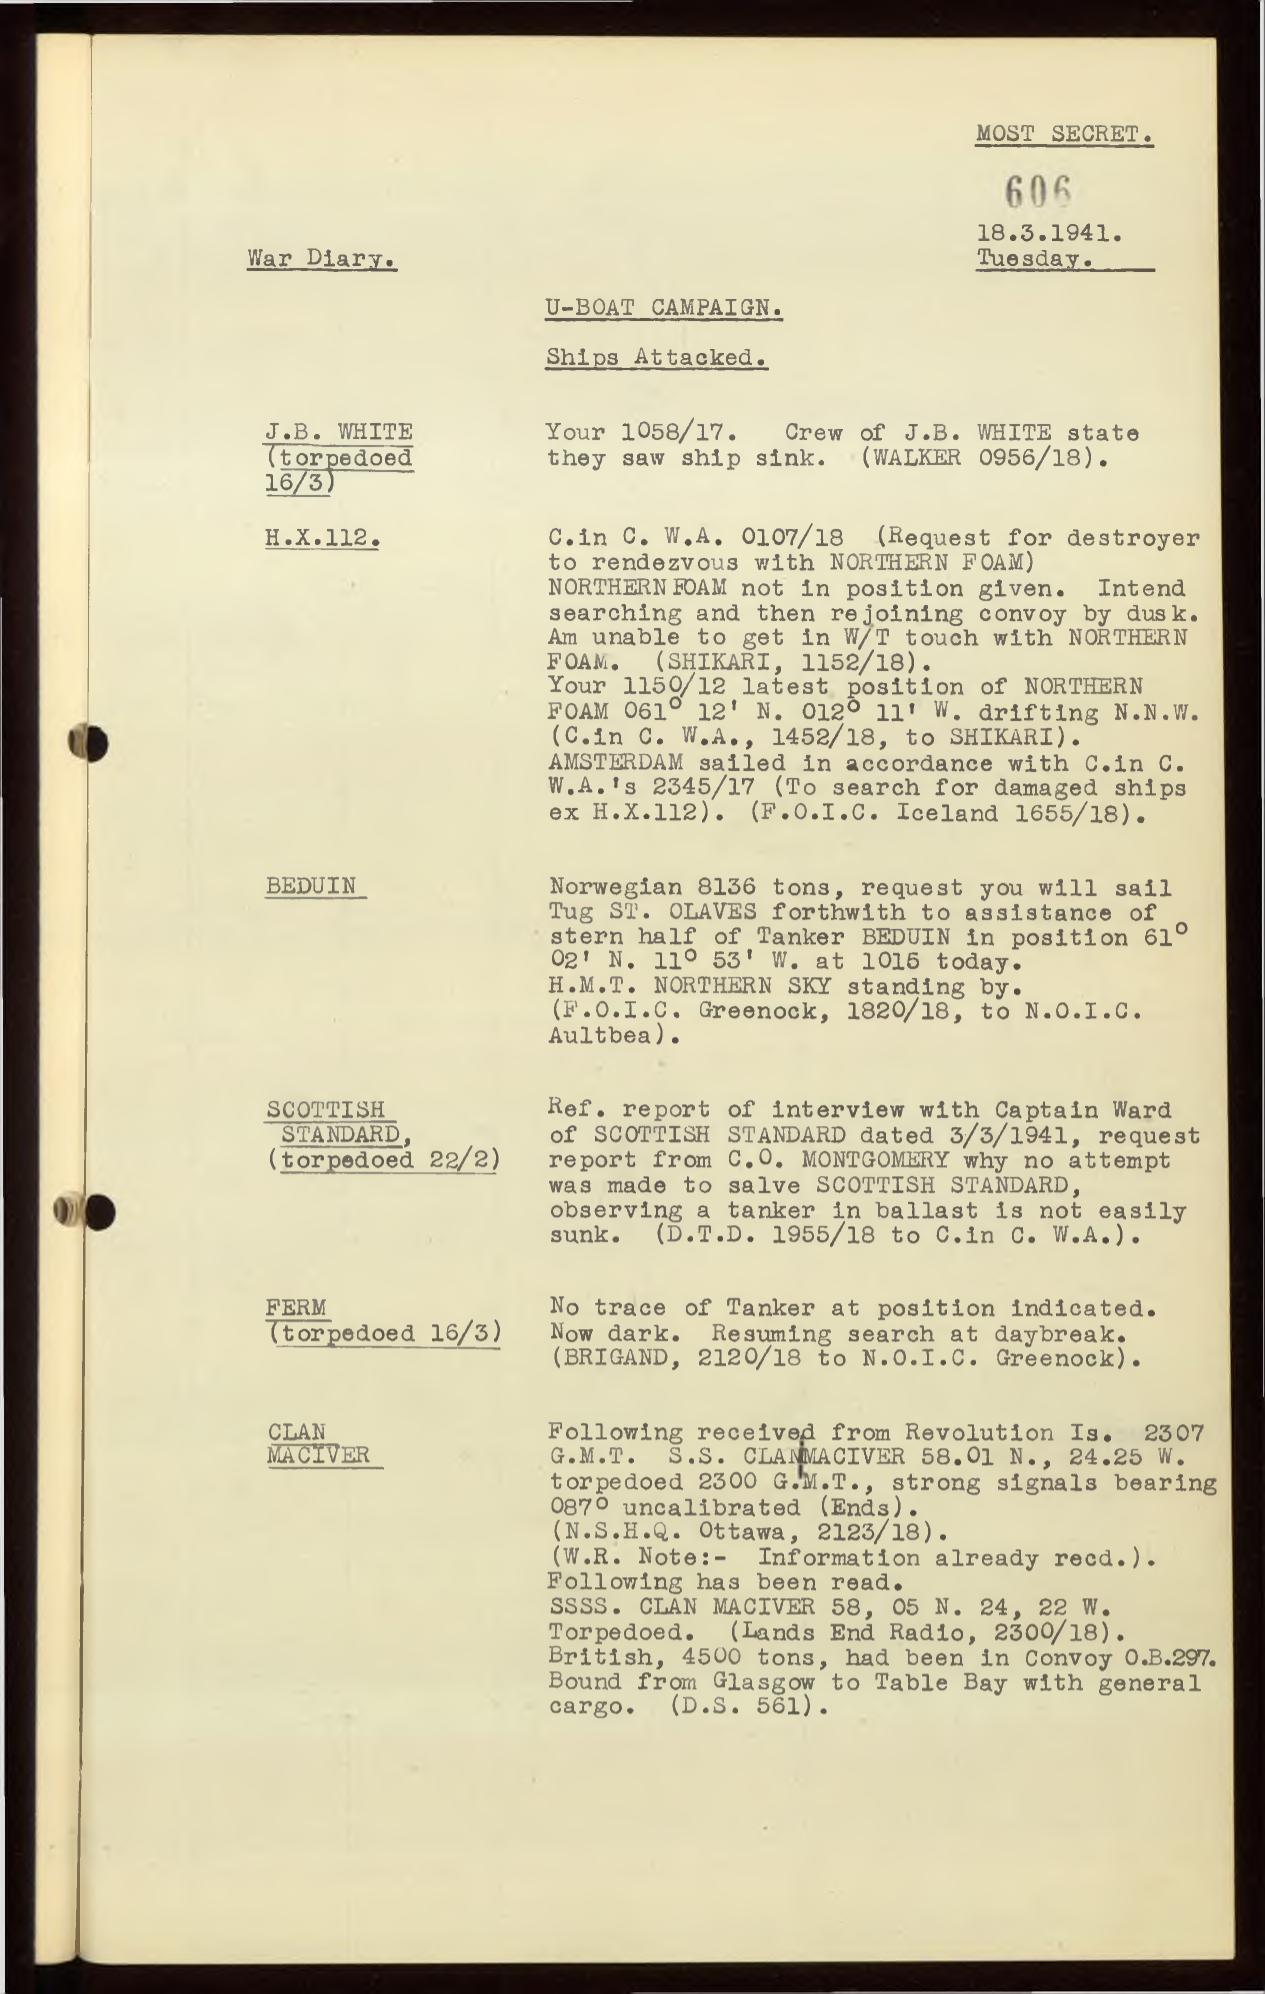 MOST SECRET.
606
18.3.1941.
War Diary.
Tuesday.
U-BOAT CAMPAIGN.
Ships Attacked.
J.B. WHITE
(torpedoed
16/3)
Your 1058/17. Crew of J.B. WHITE state
they saw ship sink. (WALKER 0956/18).
H.X.112.
C.in C. W.A. 0107/18 (Request for destroyer
to rendezvous with NORTHERN FOAM)
NORTHERN FOAM not in position given. Intend
searching and then rejoining convoy by dusk.
Am unable to get in W/T touch with NORTHERN
FOAM. (SHIKARI, 1152/18).
Your 1150/12 latest position of NORTHERN
FOAM 061° 12' N. 012° 11' W. drifting N.N.W.
(C.in C. W.A., 1452/18, to SHIKARI).
AMSTERDAM sailed in accordance with C.in C.
W.A.'s 2345/17 (To search for damaged ships
ex H.X.112). (F.O.I.C. Iceland 1655/18).
BEDUIN
Norwegian 8136 tons, request you will sail
Tug ST. OLAVES forthwith to assistance of
stern half of Tanker BEDUIN in position 61°
02' N. 11° 53' W. at 1015 today.
H.M.T. NORTHERN SKY standing by.
(F.O.I.C. Greenock, 1820/18, to N.O.I.C.
Aultbea).
SCOTTISH
STANDARD,
(torpedoed 22/2)
Ref. report of interview with Captain Ward
of SCOTTISH STANDARD dated 3/3/1941, request
report from C.O. MONTGOMERY why no attempt
was made to salve SCOTTISH STANDARD,
observing a tanker in ballast is not easily
sunk. (D.T.D. 1955/18 to C.in C. W.A.).
FERM
(torpedoed 16/3)
No trace of Tanker at position indicated.
Now dark. Resuming search at daybreak.
(BRIGAND, 2120/18 to N.O.I.C. Greenock).
CLAN
MACIVER
Following received from Revolution Is. 2307
G.M.T. S.S. CLAN MACIVER 58.01 N., 24.25 W.
torpedoed 2300 G.M.T., strong signals bearing
087° uncalibrated (Ends).
(N.S.H.Q. Ottawa, 2123/18).
(W.R. Note:- Information already recd.).
Following has been read.
SSSS. CLAN MACIVER 58, 05 N. 24, 22 W.
Torpedoed. (Lands End Radio, 2300/18).
British, 4500 tons, had been in Convoy O.B.297.
Bound from Glasgow to Table Bay with general
cargo. (D.S. 561).